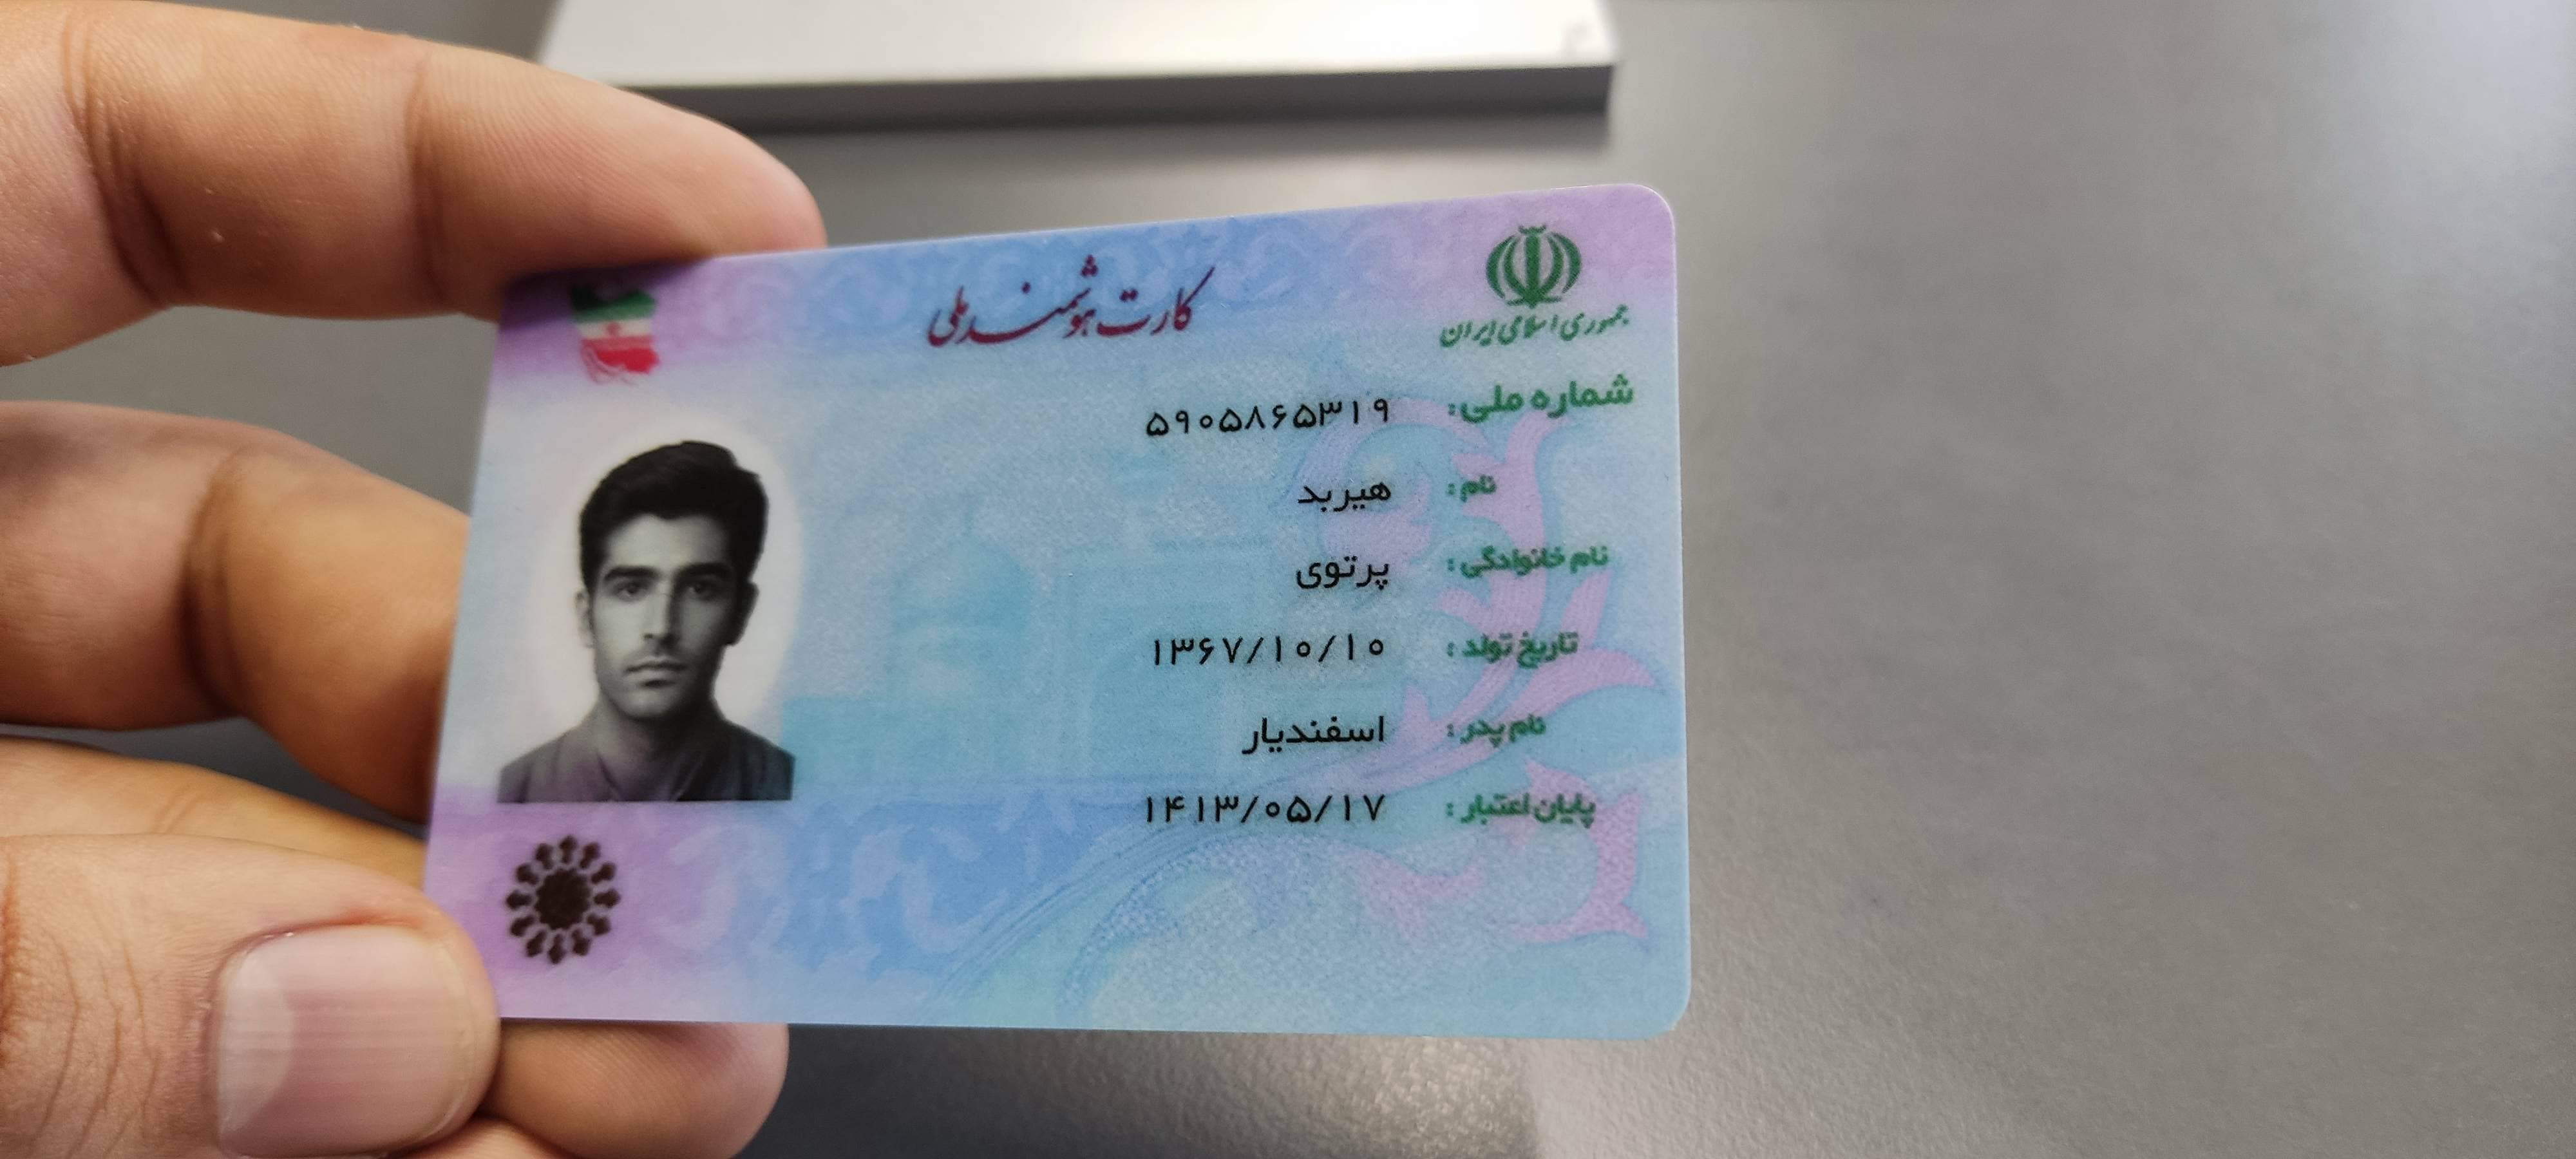 جمهوری اسلامی ایران
کارت هوشمند ملی
شماره ملی: ۵۹۰۵۸۶۵۳۱۹
نام: هیربد
نام خانوادگی: پرتوی
تاریخ تولد: ۱۳۶۷/۱۰/۱۰
نام پدر: اسفندیار
پایان اعتبار: ۱۴۱۳/۰۵/۱۷